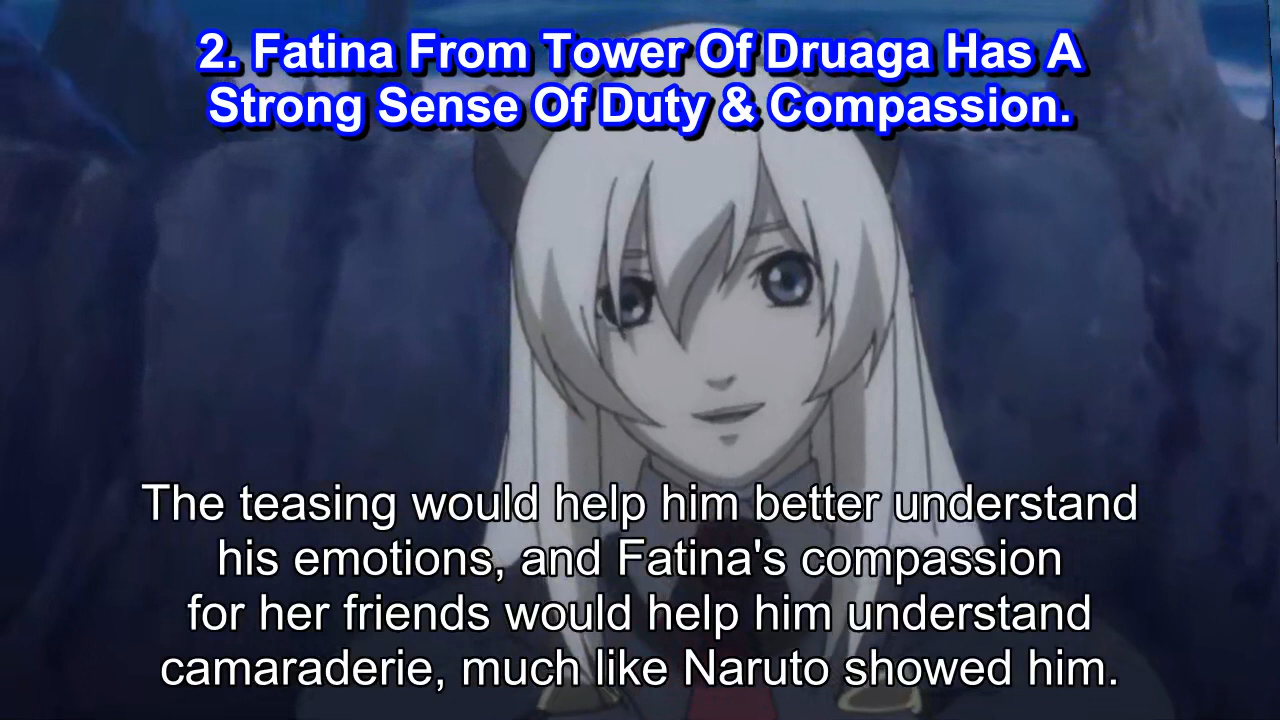 2. Fatina From Tower Of Druaga Has A
Strong Sense Of Duty & Compassion.
The teasing would help him better understand
his emotions, and Fatina's compassion
for her friends would help him understand
camaraderie, much like Naruto showed him.